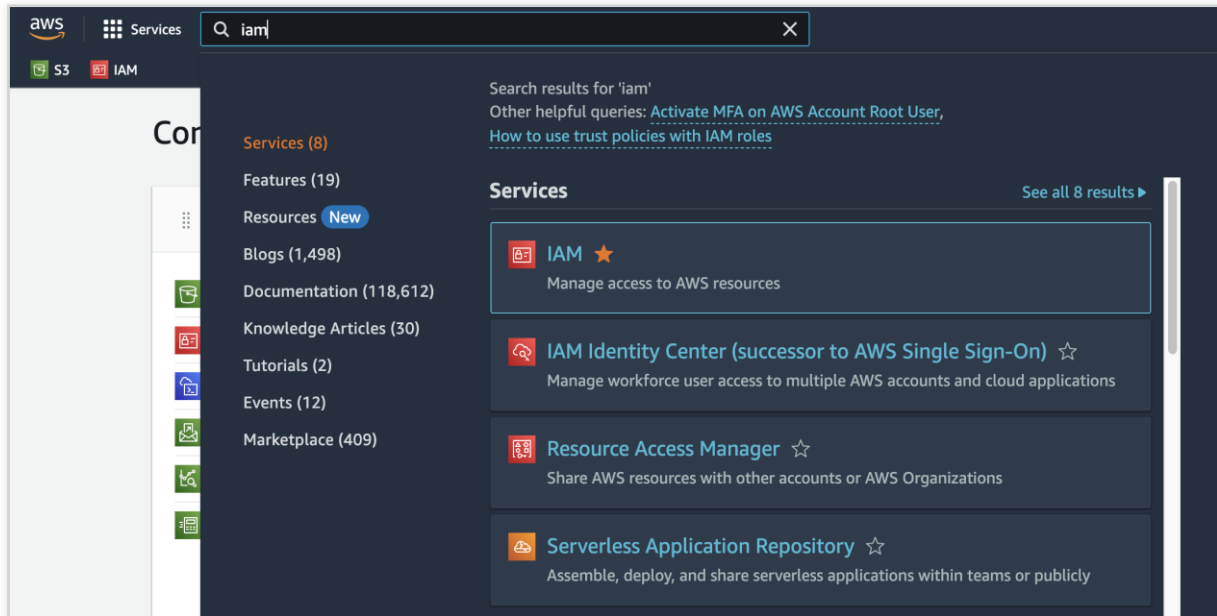 aws
Services
iam
S3
IAM
Search results for 'iam'
Other helpful queries: Activate MFA on AWS Account Root User,
How to use trust policies with IAM roles
Cor
Services (8)
Features (19)
Resources New
Blogs (1,498)
Documentation (118,612)
Knowledge Articles (30)
Tutorials (2)
Events (12)
Marketplace (409)
Services
See all 8 results
IAM
Manage access to AWS resources
IAM Identity Center (successor to AWS Single Sign-On)
Manage workforce user access to multiple AWS accounts and cloud applications
Resource Access Manager
Share AWS resources with other accounts or AWS Organizations
Serverless Application Repository
Assemble, deploy, and share serverless applications within teams or publicly